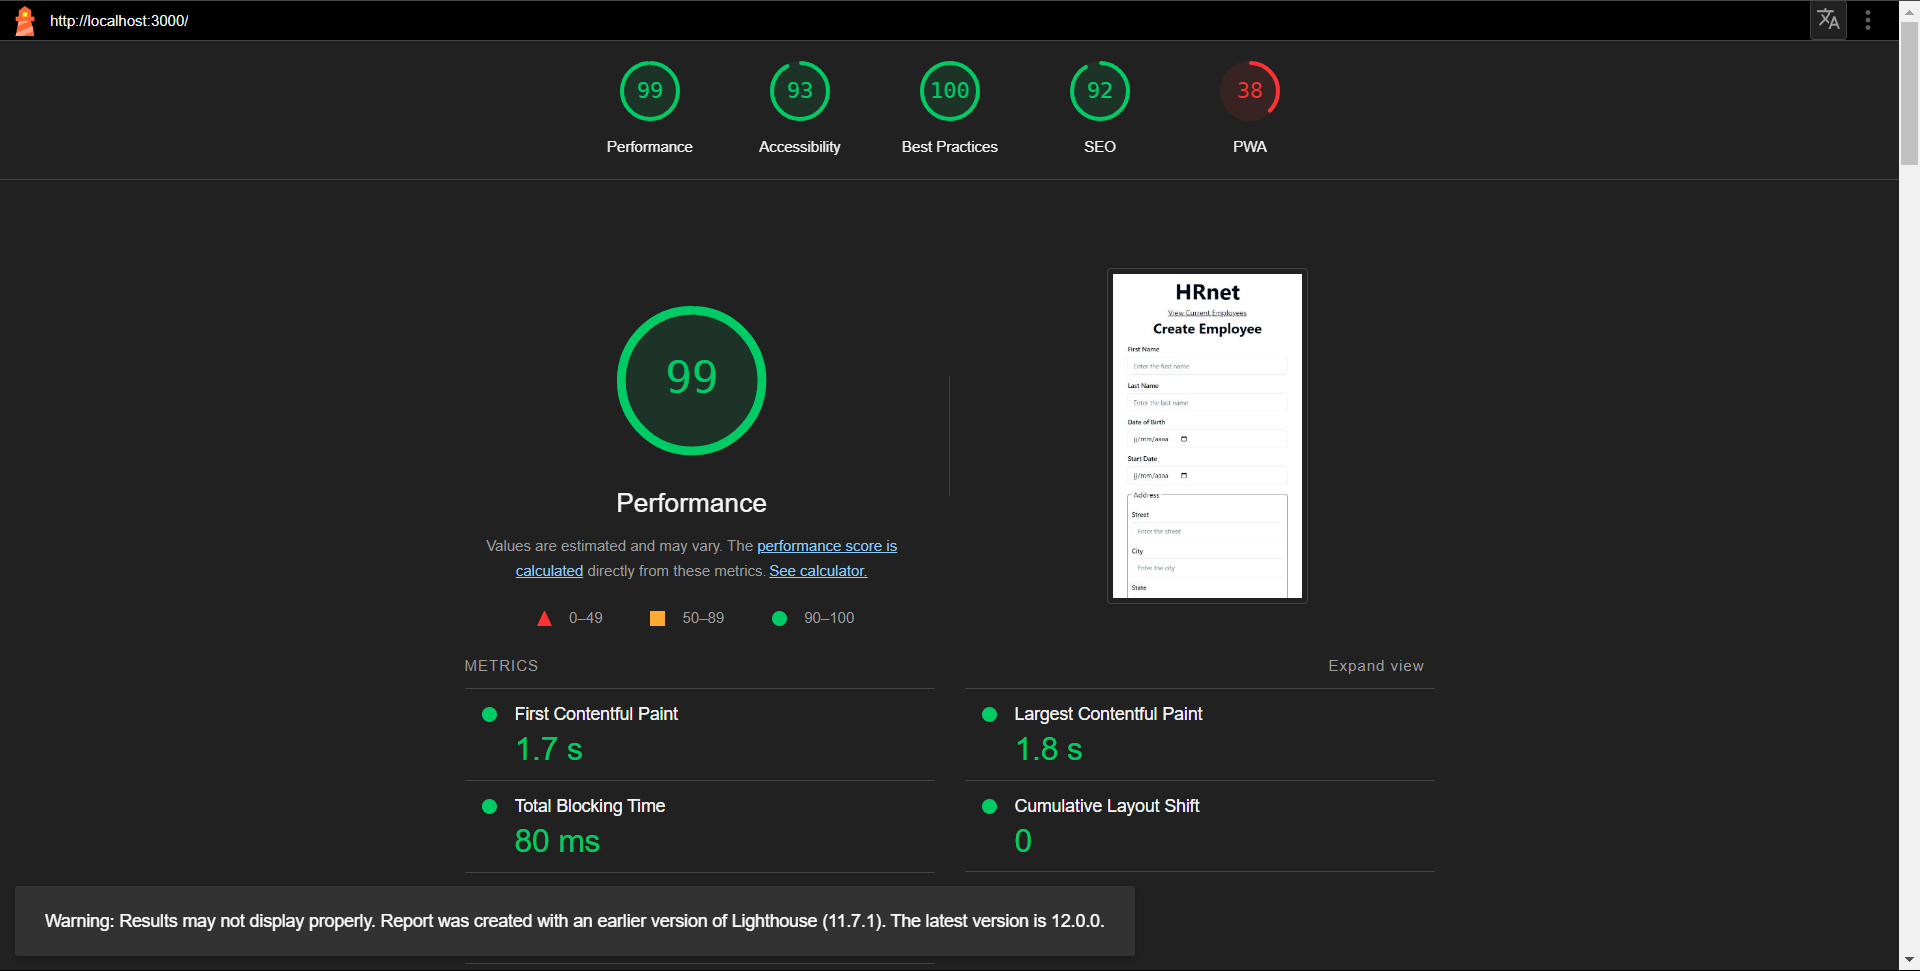 http://localhost:3000/
99
93
100
92
38
Performance
Accessibility
Best Practices
SEO
PWA
99
Performance
Values are estimated and may vary. The performance score is
calculated directly from these metrics. See calculator.
0–49
50–89
90–100
HRnet
View Current Employees
Create Employee
First Name
Enter the first name
Last Name
Enter the last name
Date of Birth
jj/mm/aaaa
Start Date
jj/mm/aaaa
Address
Street
Enter the street
City
Enter the city
State
METRICS
Expand view
First Contentful Paint
1.7 s
Largest Contentful Paint
1.8 s
Total Blocking Time
80 ms
Cumulative Layout Shift
0
Warning: Results may not display properly. Report was created with an earlier version of Lighthouse (11.7.1). The latest version is 12.0.0.